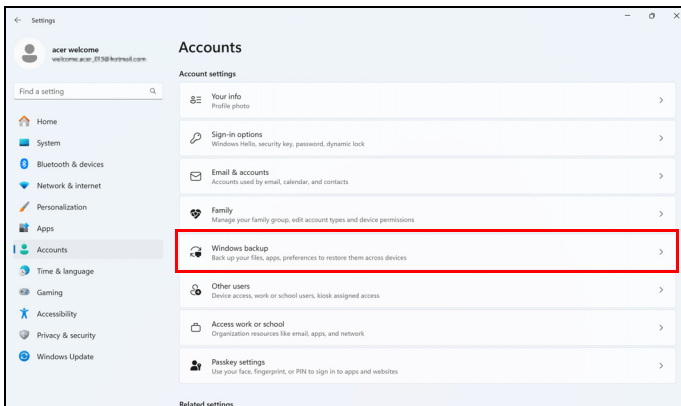 Settings
acer welcome
Find a setting
Home
System
Bluetooth & devices
Network & internet
Personalization
Apps
Accounts
Time & language
Gaming
Accessibility
Privacy & security
Windows Update
Accounts
Account settings
Your info
Profile photo
Sign-in options
Windows Hello, security key, password, dynamic lock
Email & accounts
Accounts used by email, calendar, and contacts
Family
Manage your family group, edit account types and device permissions
Windows backup
Back up your files, apps, preferences to restore them across devices
Other users
Device access, work or school users, kiosk assigned access
Access work or school
Organization resources like email, apps, and network
Passkey settings
Use your face, fingerprint, or PIN to sign in to apps and websites
Related settings